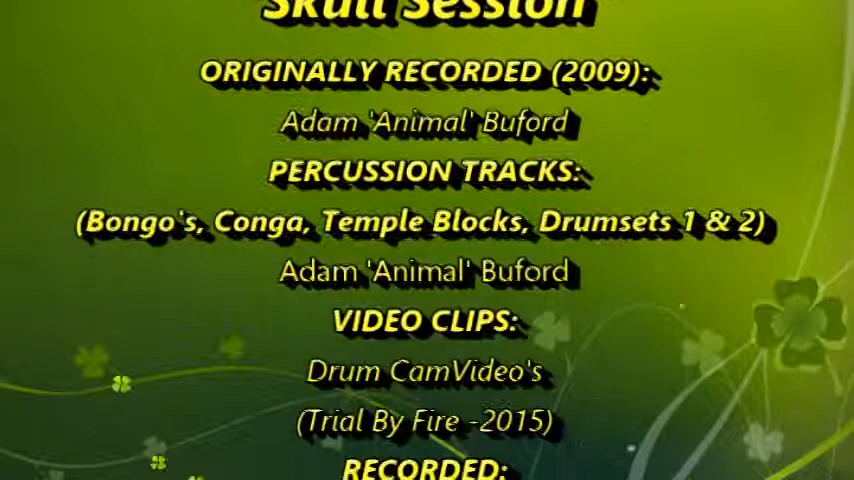 "Skull Session"
ORIGINALLY RECORDED (2009):
Adam 'Animal' Buford
PERCUSSION TRACKS:
(Bongo's, Conga, Temple Blocks, Drumsets 1 & 2)
Adam 'Animal' Buford
VIDEO CLIPS:
Drum CamVideo's
(Trial By Fire -2015)
RECORDED: